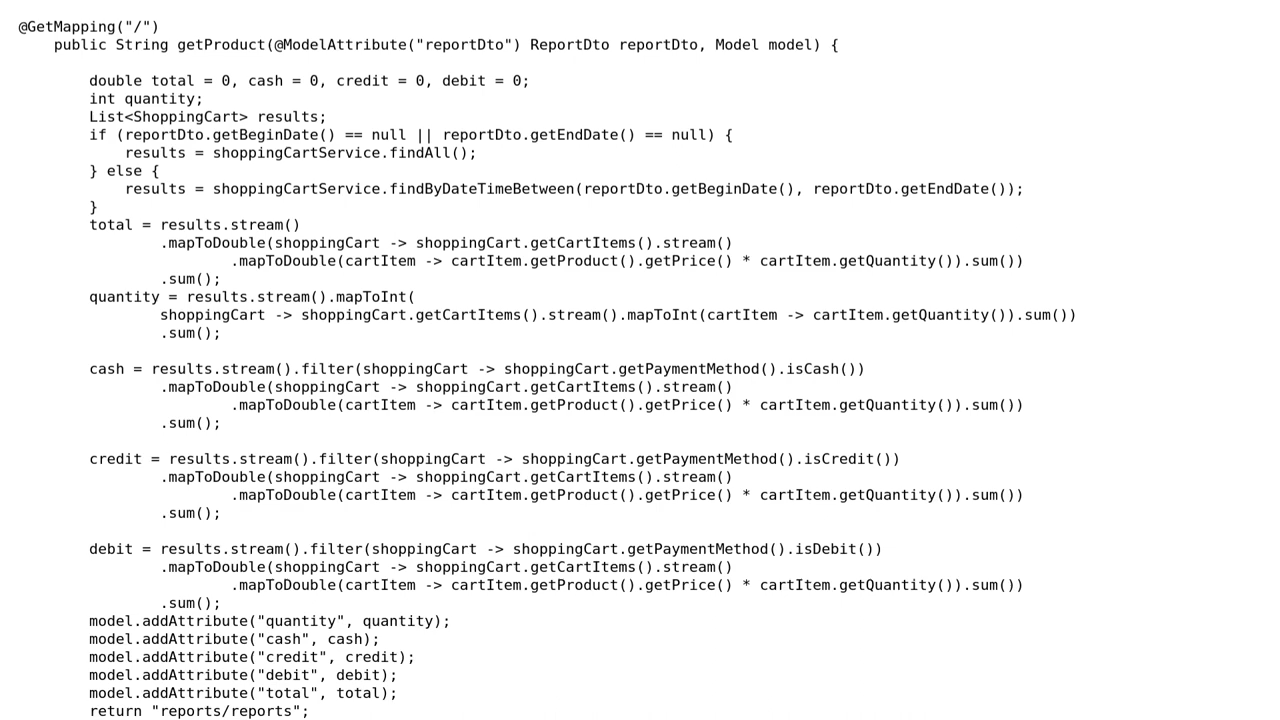 @GetMapping("/")
    public String getProduct(@ModelAttribute("reportDto") ReportDto reportDto, Model model) {

        double total = 0, cash = 0, credit = 0, debit = 0;
        int quantity;
        List<ShoppingCart> results;
        if (reportDto.getBeginDate() == null || reportDto.getEndDate() == null) {
            results = shoppingCartService.findAll();
        } else {
            results = shoppingCartService.findByDateTimeBetween(reportDto.getBeginDate(), reportDto.getEndDate());
        }
        total = results.stream()
                .mapToDouble(shoppingCart -> shoppingCart.getCartItems().stream()
                        .mapToDouble(cartItem -> cartItem.getProduct().getPrice() * cartItem.getQuantity()).sum())
                .sum();
        quantity = results.stream().mapToInt(
                shoppingCart -> shoppingCart.getCartItems().stream().mapToInt(cartItem -> cartItem.getQuantity()).sum())
                .sum();

        cash = results.stream().filter(shoppingCart -> shoppingCart.getPaymentMethod().isCash())
                .mapToDouble(shoppingCart -> shoppingCart.getCartItems().stream()
                        .mapToDouble(cartItem -> cartItem.getProduct().getPrice() * cartItem.getQuantity()).sum())
                .sum();

        credit = results.stream().filter(shoppingCart -> shoppingCart.getPaymentMethod().isCredit())
                .mapToDouble(shoppingCart -> shoppingCart.getCartItems().stream()
                        .mapToDouble(cartItem -> cartItem.getProduct().getPrice() * cartItem.getQuantity()).sum())
                .sum();

        debit = results.stream().filter(shoppingCart -> shoppingCart.getPaymentMethod().isDebit())
                .mapToDouble(shoppingCart -> shoppingCart.getCartItems().stream()
                        .mapToDouble(cartItem -> cartItem.getProduct().getPrice() * cartItem.getQuantity()).sum())
                .sum();
        model.addAttribute("quantity", quantity);
        model.addAttribute("cash", cash);
        model.addAttribute("credit", credit);
        model.addAttribute("debit", debit);
        model.addAttribute("total", total);
        return "reports/reports";